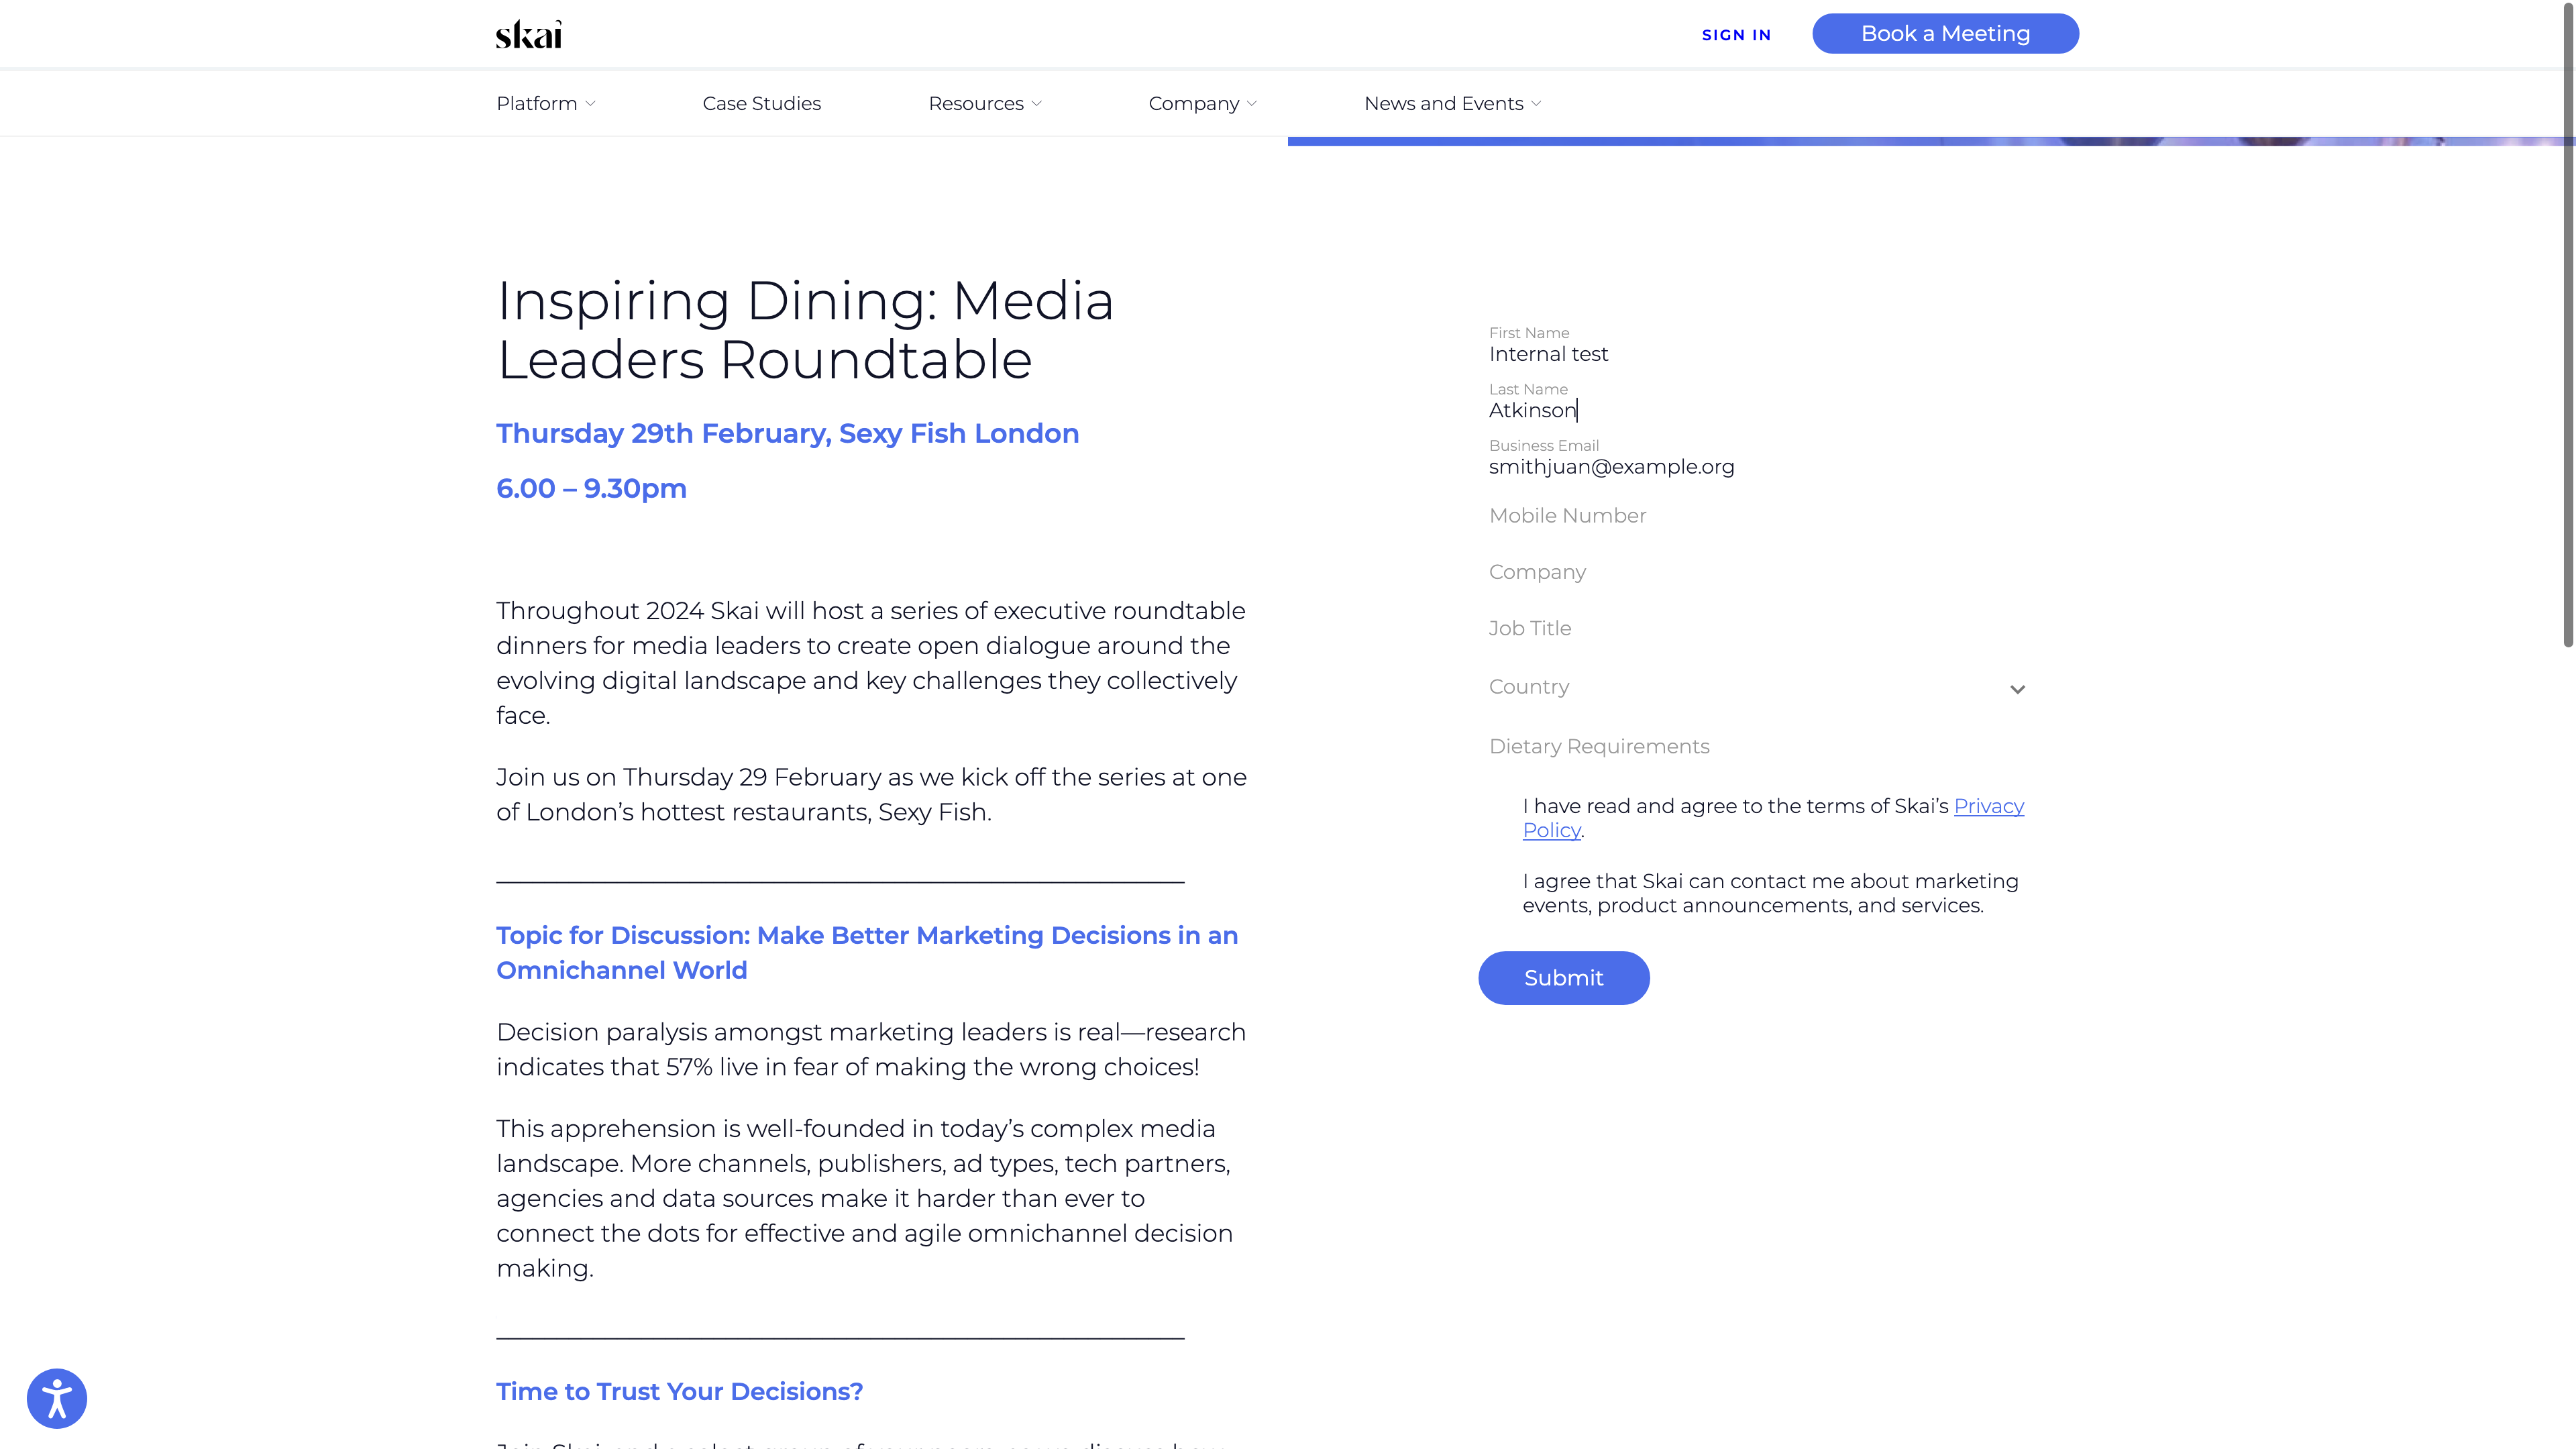 skai
SIGN IN
Book a Meeting
Platform
Case Studies
Resources
Company
News and Events
Inspiring Dining: Media
Leaders Roundtable
Thursday 29th February, Sexy Fish London
6.00 – 9.30pm
Throughout 2024 Skai will host a series of executive roundtable
dinners for media leaders to create open dialogue around the
evolving digital landscape and key challenges they collectively
face.
Join us on Thursday 29 February as we kick off the series at one
of London’s hottest restaurants, Sexy Fish.
Topic for Discussion: Make Better Marketing Decisions in an
Omnichannel World
Decision paralysis amongst marketing leaders is real—research
indicates that 57% live in fear of making the wrong choices!
This apprehension is well-founded in today’s complex media
landscape. More channels, publishers, ad types, tech partners,
agencies and data sources make it harder than ever to
connect the dots for effective and agile omnichannel decision
making.
Time to Trust Your Decisions?
First Name
Internal test
Last Name
Atkinson
Business Email
smithjuan@example.org
Mobile Number
Company
Job Title
Country
Dietary Requirements
I have read and agree to the terms of Skai’s Privacy
Policy.
I agree that Skai can contact me about marketing
events, product announcements, and services.
Submit